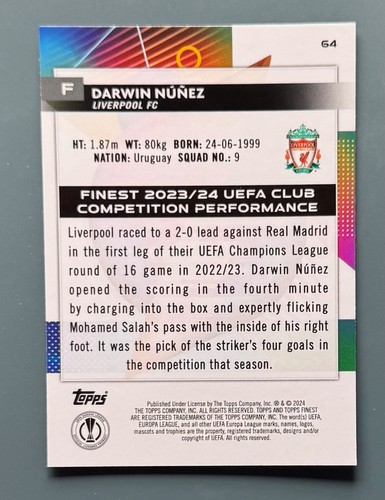 64
F
DARWIN NÚÑEZ
LIVERPOOL FC
HT: 1.87m WT: 80kg BORN: 24-06-1999
NATION: Uruguay SQUAD NO.: 9
FINEST 2023/24 UEFA CLUB
COMPETITION PERFORMANCE
Liverpool raced to a 2-0 lead against Real Madrid
in the first leg of their UEFA Champions League
round of 16 game in 2022/23. Darwin Núñez
opened the scoring in the fourth minute
by charging into the box and expertly flicking
Mohamed Salah's pass with the inside of his right
foot. It was the pick of the striker's four goals in
the competition that season.
Topps
Published Under License by The Topps Company, Inc. ® & © 2024
THE TOPPS COMPANY, INC. ALL RIGHTS RESERVED. TOPPS AND TOPPS FINEST
ARE REGISTERED TRADEMARKS OF THE TOPPS COMPANY, INC. The word(s) UEFA,
EUROPA LEAGUE, and all other UEFA Europa League marks, names, logos,
mascots and trophies are the property, registered trademarks, designs and/or
copyright of UEFA. All rights reserved.